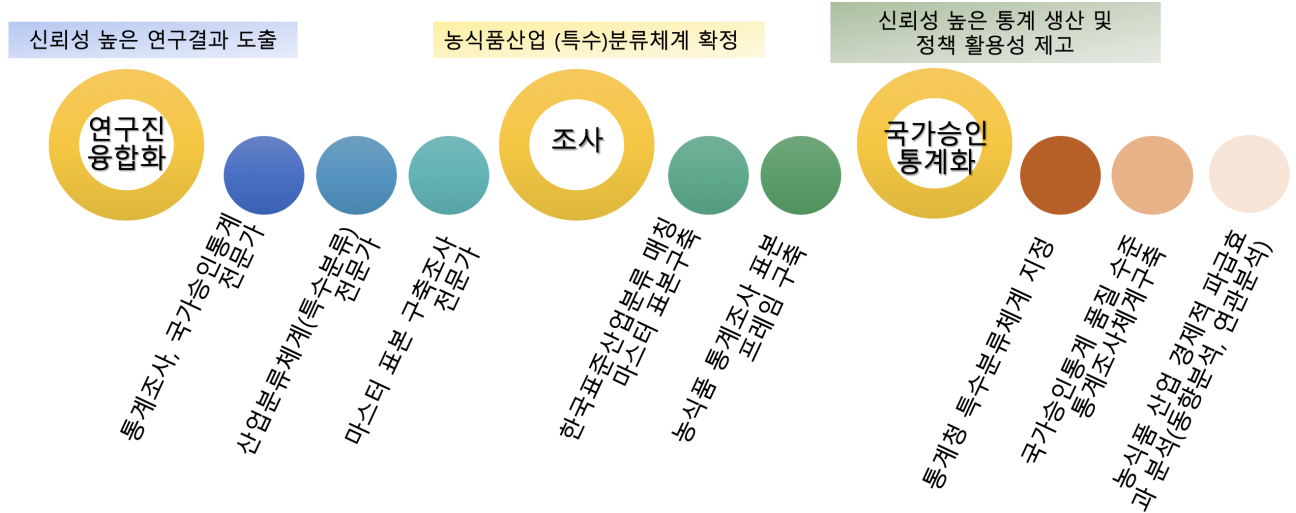 신뢰성 높은 연구결과 도출
연구진
융합화
통계조사, 국가승인통계
전문가
산업분류체계(특수분류)
전문가
마스터 표본 구축조사
전문가
농식품산업 (특수)분류체계 확정
조사
한국표준산업분류 매칭
마스터 표본구축
농식품 통계조사 표본
프레임 구축
신뢰성 높은 통계 생산 및
정책 활용성 제고
국가승인
통계화
통계청 특수분류체계 지정
국가승인통계 품질 수준
통계조사체계구축
농식품 산업 경제적 파급효
과 분석(동향분석, 연관분석)